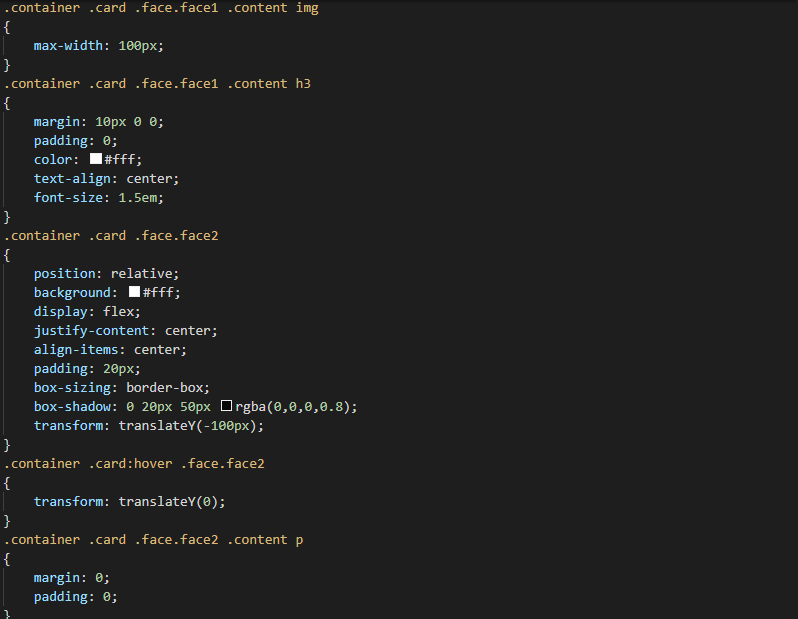 .container .card .face.face1 .content img
{
    max-width: 100px;
}
.container .card .face.face1 .content h3
{
    margin: 10px 0 0;
    padding: 0;
    color: #fff;
    text-align: center;
    font-size: 1.5em;
}
.container .card .face.face2
{
    position: relative;
    background: #fff;
    display: flex;
    justify-content: center;
    align-items: center;
    padding: 20px;
    box-sizing: border-box;
    box-shadow: 0 20px 50px rgba(0,0,0,0.8);
    transform: translateY(-100px);
}
.container .card:hover .face.face2
{
    transform: translateY(0);
}
.container .card .face.face2 .content p
{
    margin: 0;
    padding: 0;
}